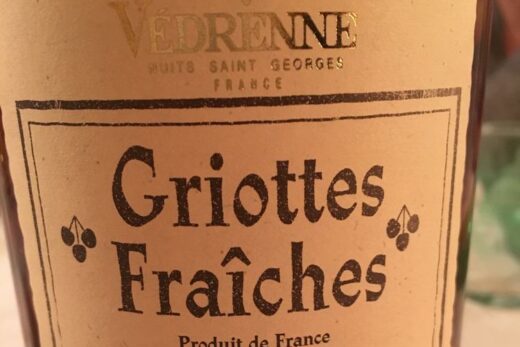 VÉDRENNE
NUITS SAINT GEORGES
FRANCE
Griottes
Fraîches
Produit de France